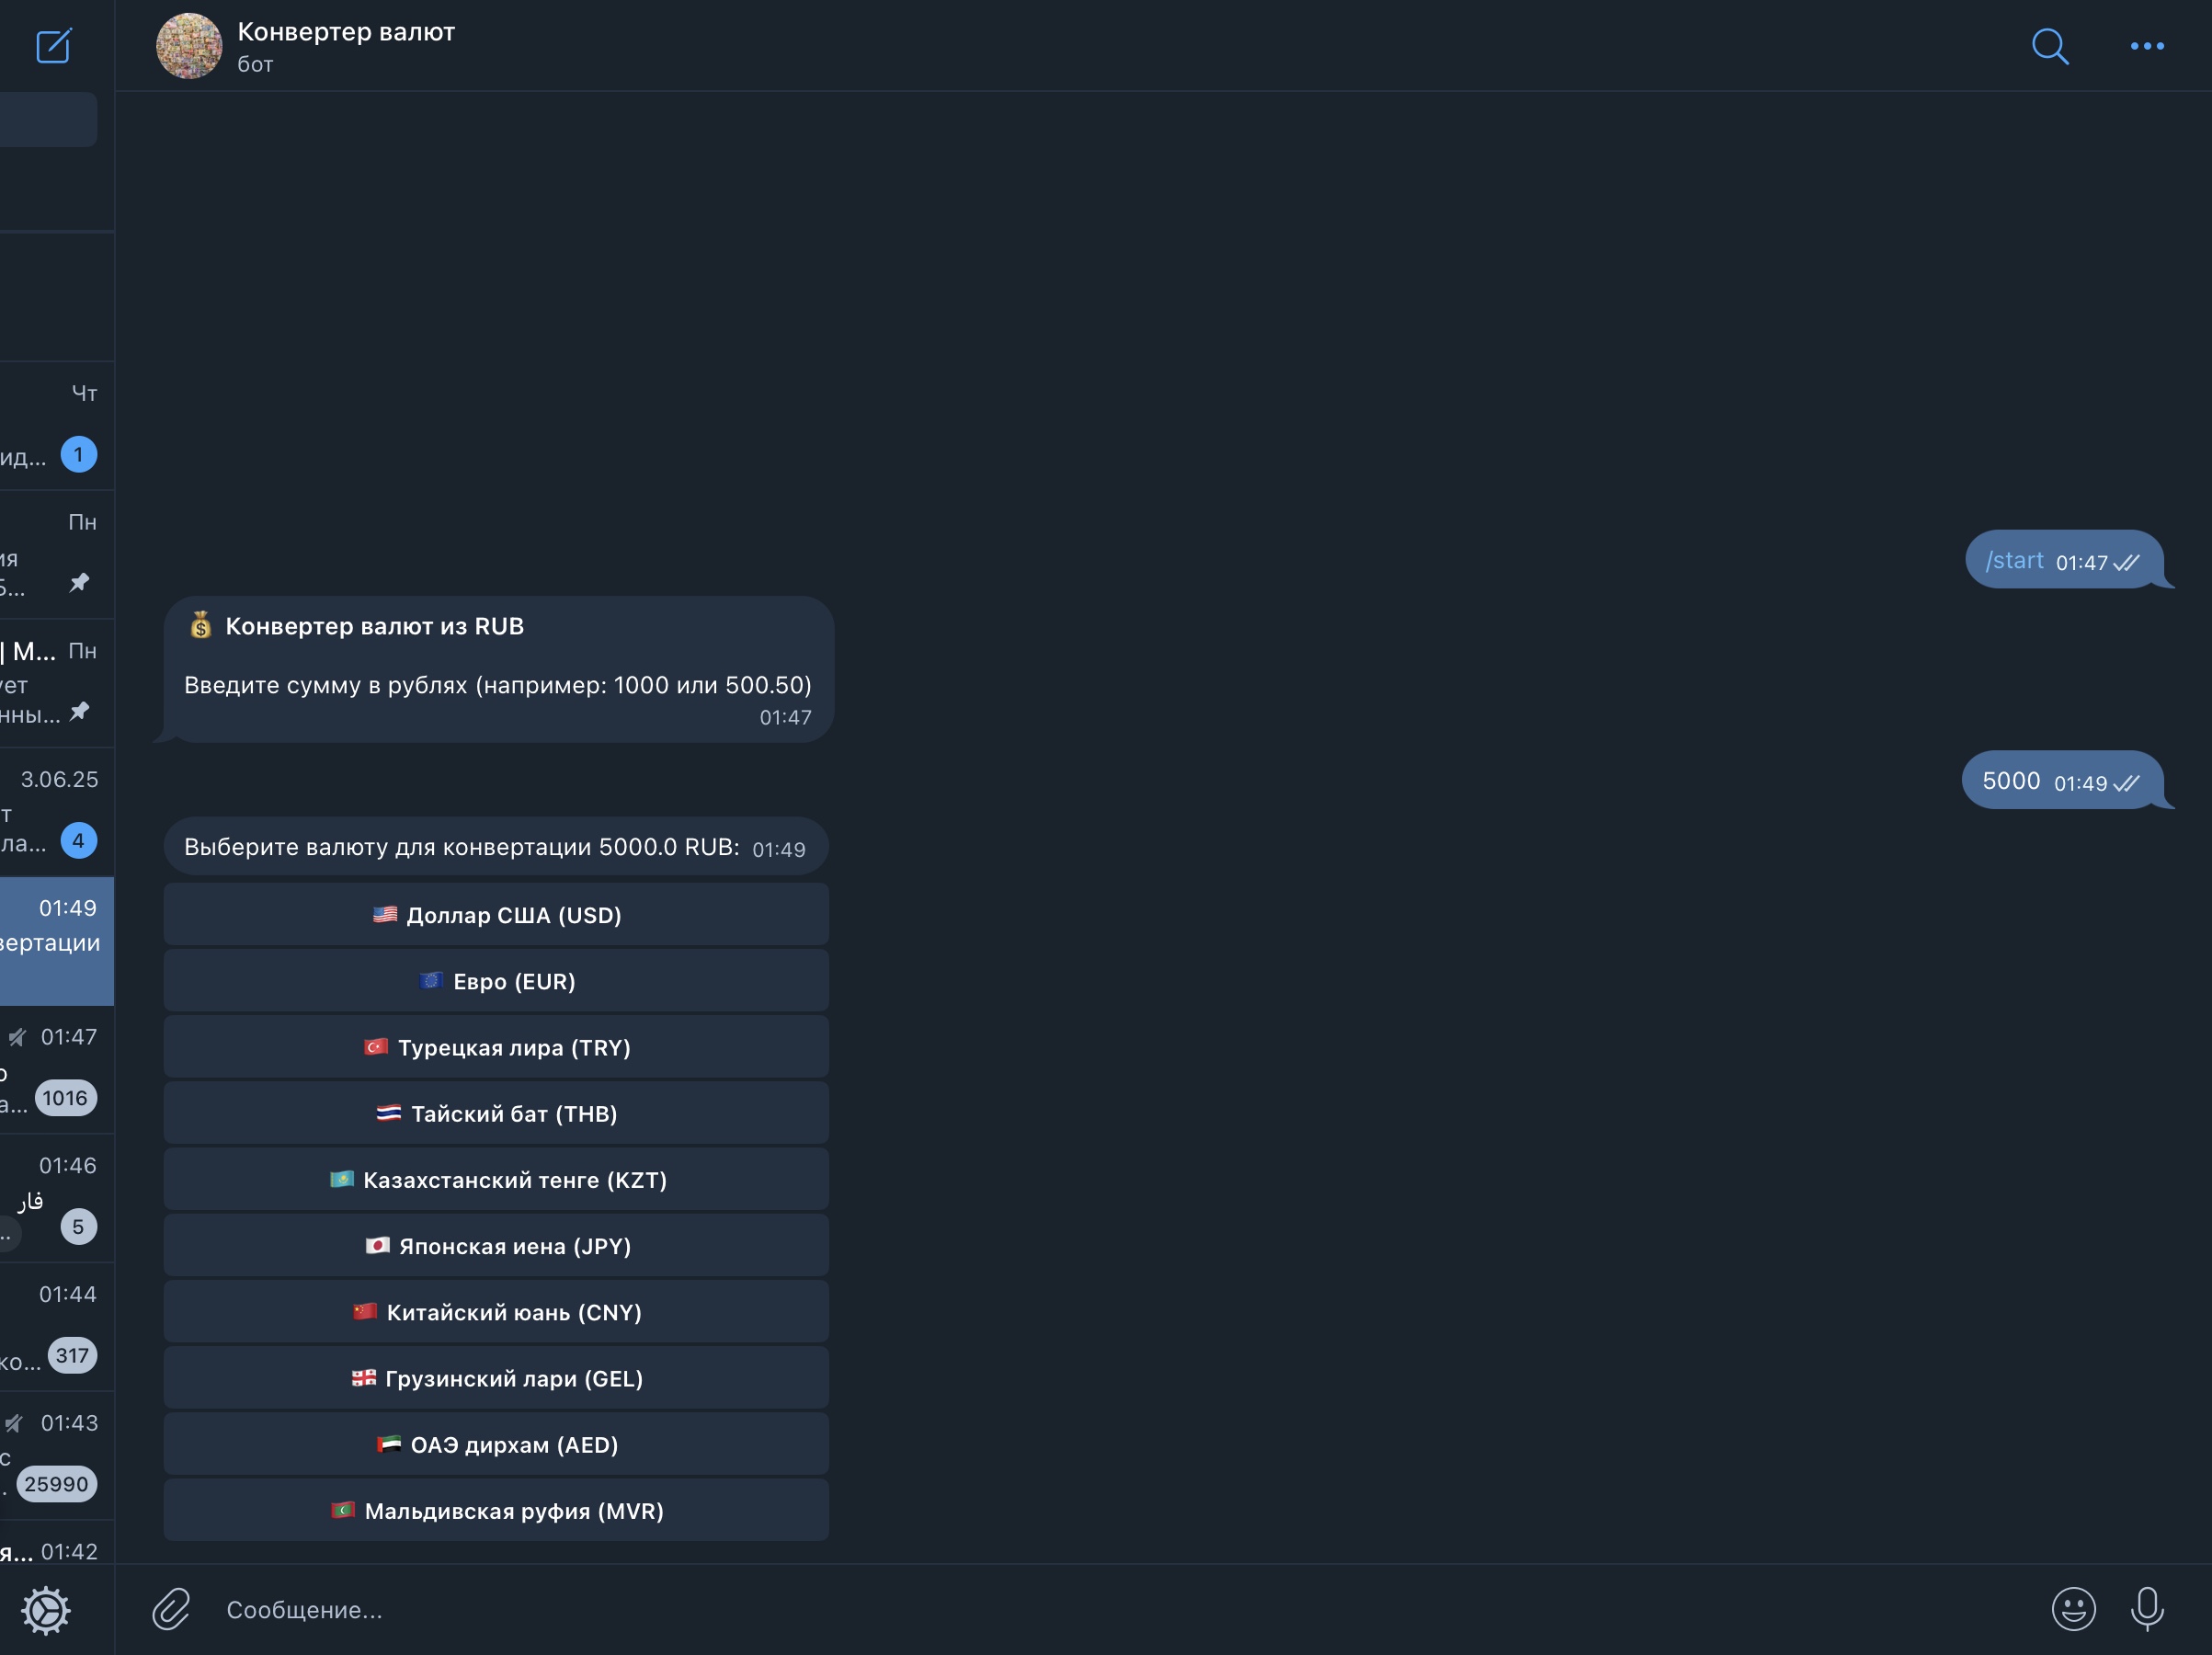 Конвертер валют
бот
Чт
ид...
1
Пн
ия
5...
| М... Пн
ует
нны...
3.06.25
т
ла...
4
01:49
вертации
01:47
а...
1016
01:46
فار
5
01:44
ко...
317
01:43
с
25990
я... 01:42
/start 01:47
💰 Конвертер валют из RUB
Введите сумму в рублях (например: 1000 или 500.50)
01:47
5000 01:49
Выберите валюту для конвертации 5000.0 RUB: 01:49
🇺🇸 Доллар США (USD)
🇪🇺 Евро (EUR)
🇹🇷 Турецкая лира (TRY)
🇹🇭 Тайский бат (THB)
🇰🇿 Казахстанский тенге (KZT)
🇯🇵 Японская иена (JPY)
🇨🇳 Китайский юань (CNY)
🇬🇪 Грузинский лари (GEL)
🇦🇪 ОАЭ дирхам (AED)
🇲🇻 Мальдивская руфия (MVR)
Сообщение...